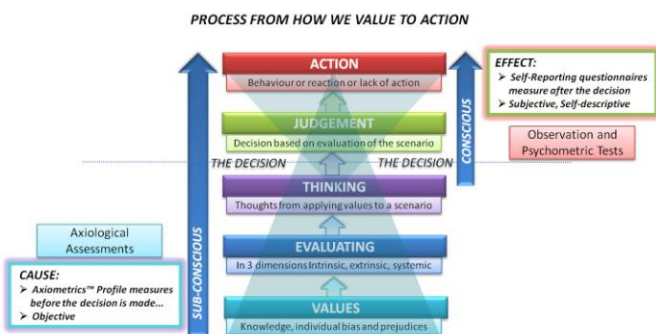 PROCESS FROM HOW WE VALUE TO ACTION
ACTION
Behaviour or reaction or lack of action
JUDGEMENT
Decision based on evaluation of the scenario
THE DECISION THE DECISION
THINKING
Thoughts from applying values to a scenario
EVALUATING
In 3 dimensions Intrinsic, extrinsic, systemic
VALUES
Knowledge, individual bias and prejudices
SUB-CONSCIOUS
CONSCIOUS
EFFECT:
Self-Reporting questionnaires
measure after the decision
Subjective, Self-descriptive
Observation and
Psychometric Tests
Axiological
Assessments
CAUSE:
Axiometrics™ Profile measures
before the decision is made...
Objective